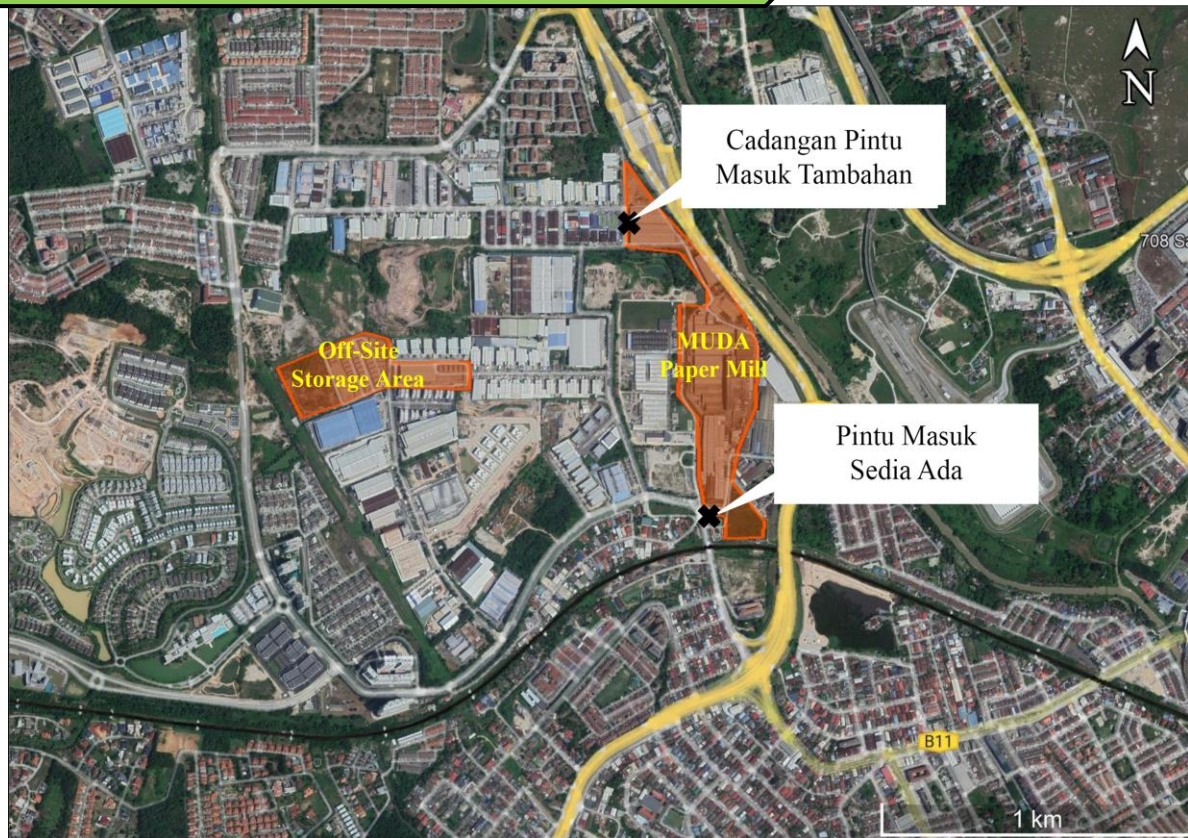 N
Cadangan Pintu
Masuk Tambahan
708 Sa
Off-Site
Storage Area
MUDA
Paper Mill
Pintu Masuk
Sedia Ada
B11
1 km